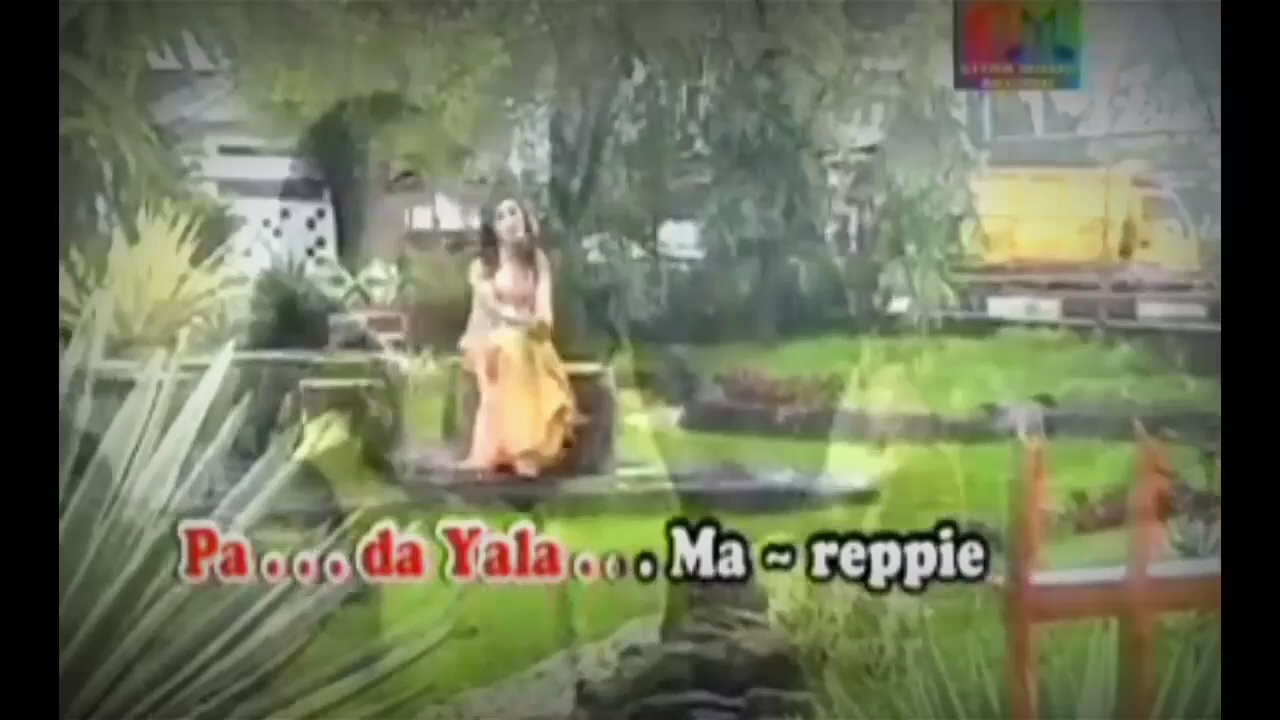 Pa . . . da Yala . . . . Ma ~ reppie